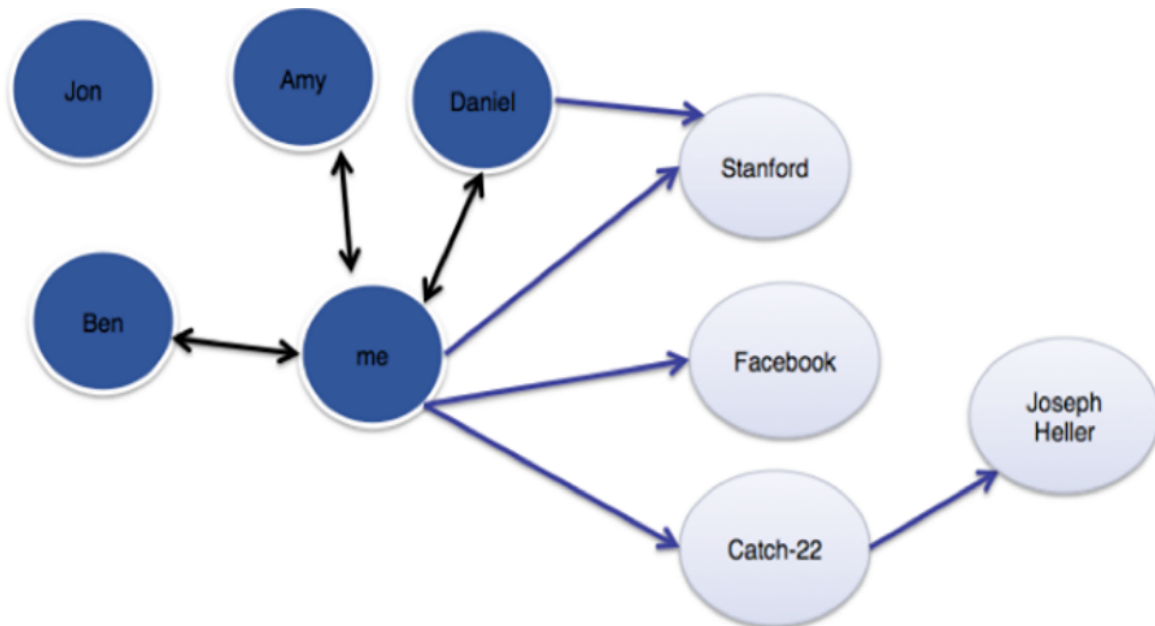 Jon
Amy
Daniel
Stanford
Ben
me
Facebook
Joseph
Heller
Catch-22